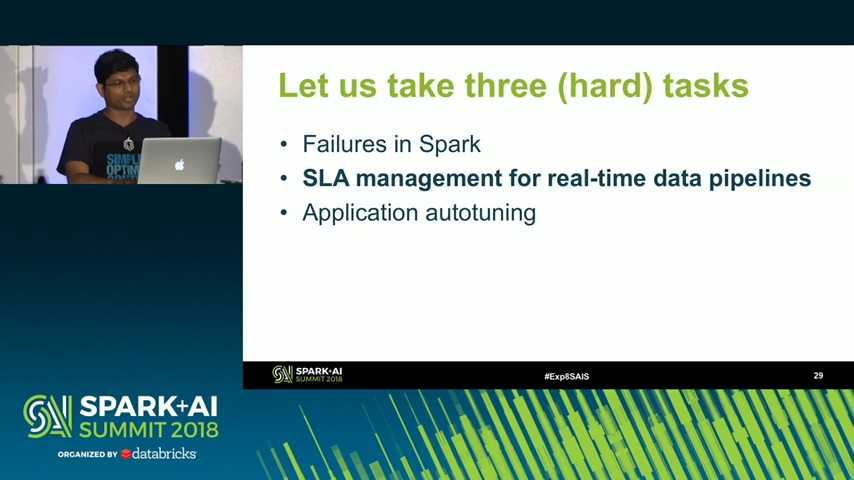 Let us take three (hard) tasks
• Failures in Spark
• SLA management for real-time data pipelines
• Application autotuning
SPARK+AI
SUMMIT 2018
#Exp8SAIS
29
SPARK+AI
SUMMIT 2018
ORGANIZED BY databricks